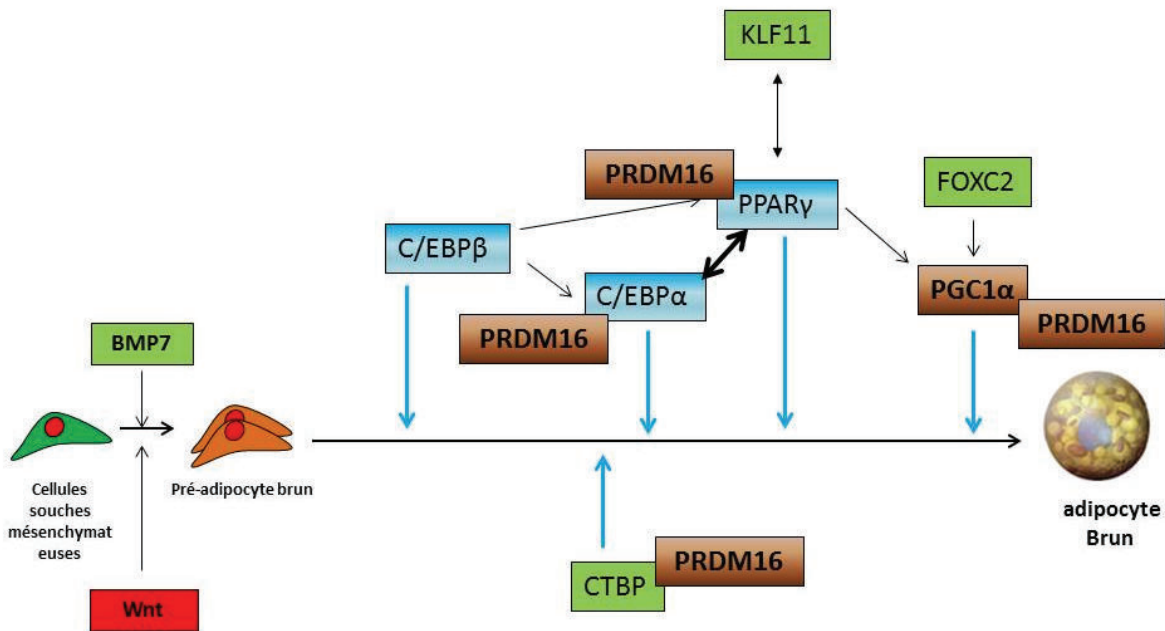 KLF11
PRDM16
FOXC2
PPARγ
C/EBPβ
C/EBPα
PGC1α
PRDM16
PRDM16
BMP7
Cellules
souches
mésenchymat
euses
Pré-adipocyte brun
adipocyte
Brun
PRDM16
CTBP
Wnt